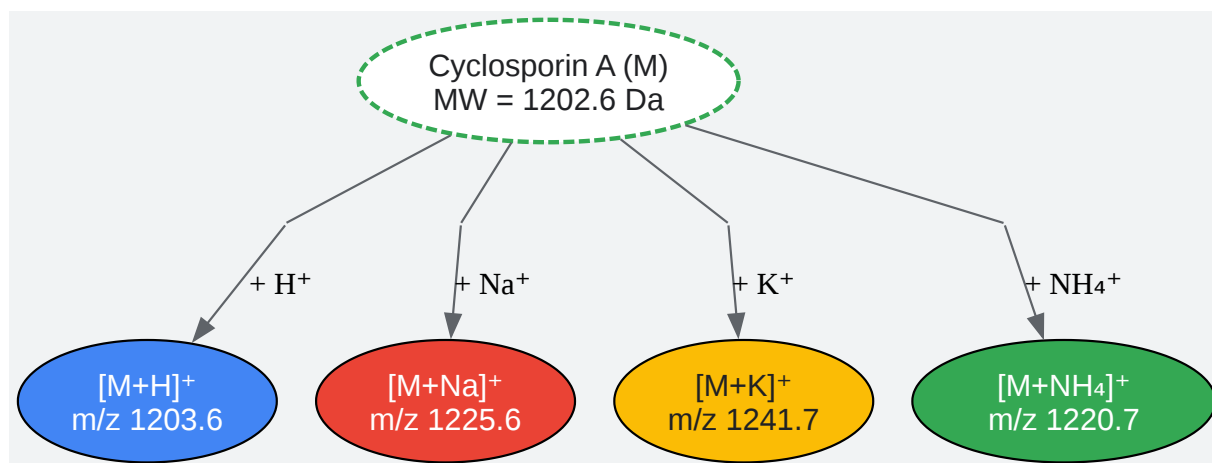 Cyclosporin A (M)
MW = 1202.6 Da
+ H⁺
+ Na⁺
+ K⁺
+ NH₄⁺
[M+H]⁺
m/z 1203.6
[M+Na]⁺
m/z 1225.6
[M+K]⁺
m/z 1241.7
[M+NH₄]⁺
m/z 1220.7